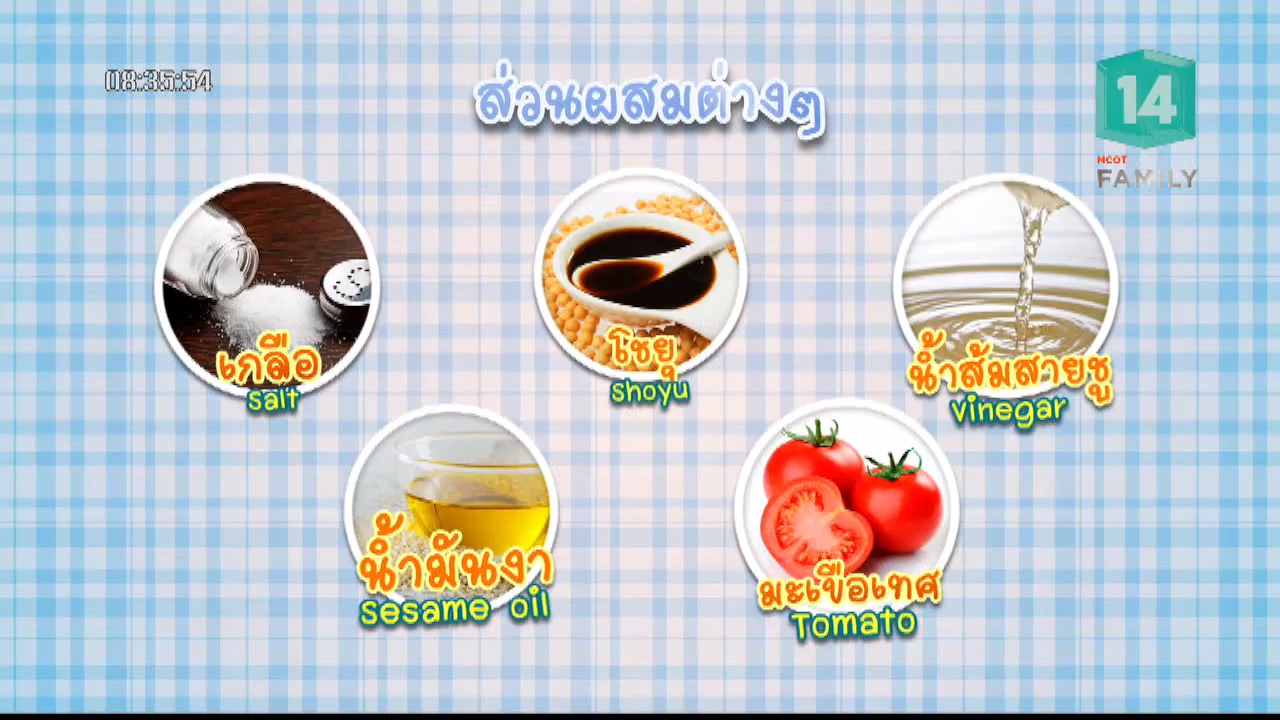 08:35:54
ส่วนผสมต่างๆ
14
MCOT
FAMILY
เกลือ
Salt
โชยุ
Shoyu
น้ำส้มสายชู
Vinegar
น้ำมันงา
Sesame oil
มะเขือเทศ
Tomato